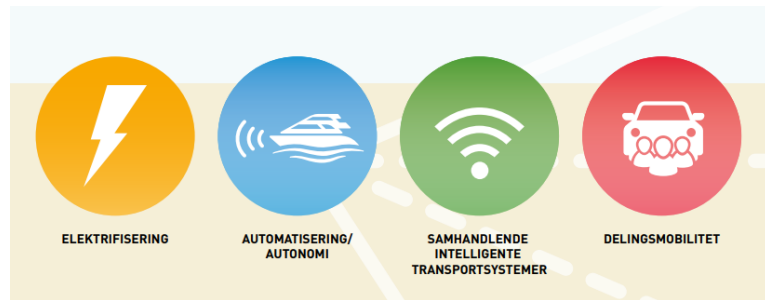 ELEKTRIFISERING
AUTOMATISERING/
AUTONOMI
SAMHANDLENDE
INTELLIGENTE
TRANSPORTSYSTEMER
DELINGSMOBILITET